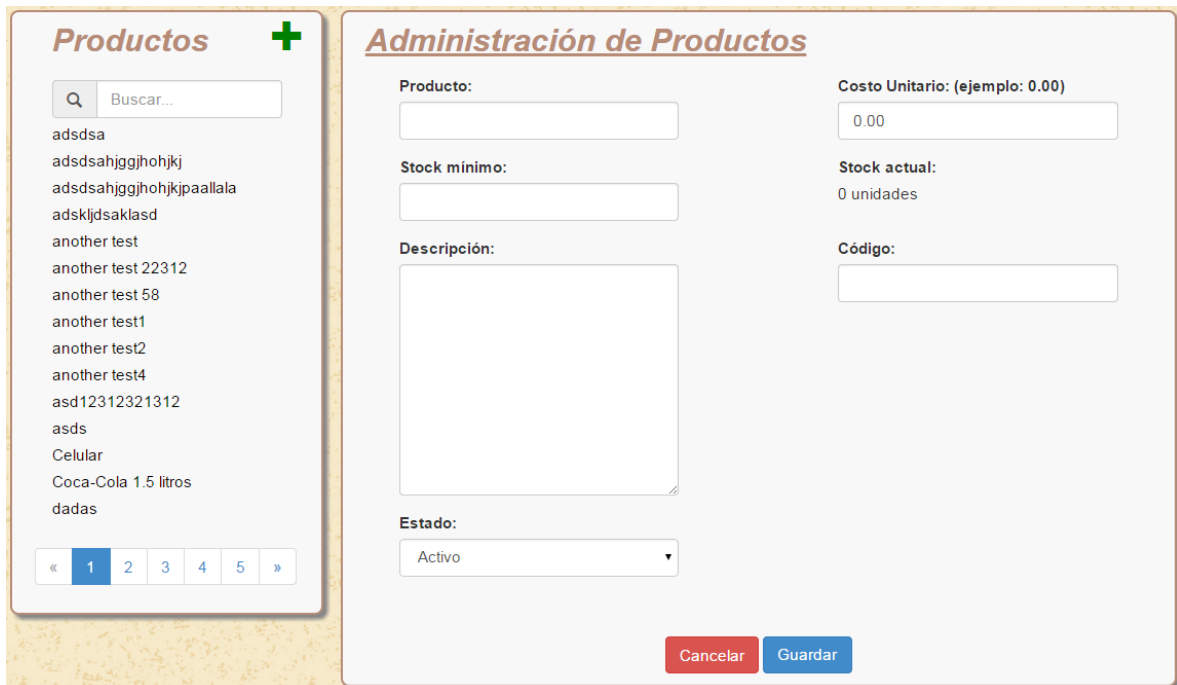 Productos
Buscar...
adsdsa
adsdsahjggjhohjkj
adsdsahjggjhohjkjpaallala
adskljdsaklasd
another test
another test 22312
another test 58
another test1
another test2
another test4
asd12312321312
asds
Celular
Coca-Cola 1.5 litros
dadas
« 1 2 3 4 5 »
Administración de Productos
Producto:
Costo Unitario: (ejemplo: 0.00)
0.00
Stock mínimo:
Stock actual:
0 unidades
Descripción:
Código:
Estado:
Activo
Cancelar Guardar